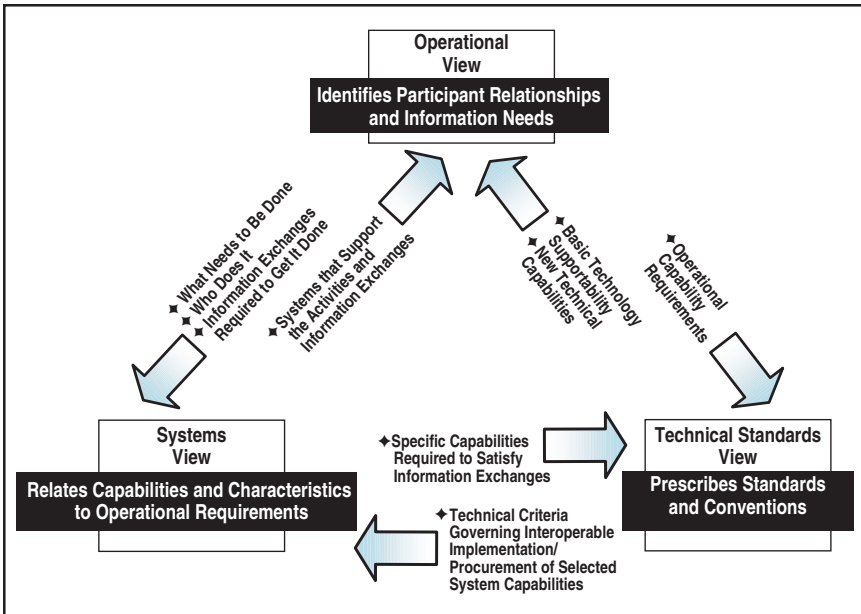 Operational
View
Identifies Participant Relationships
and Information Needs
✦ What Needs to Be Done
✦ Who Does It
✦ Information Exchanges
Required to Get It Done
✦ Systems that Support
the Activities and
Information Exchanges
✦ Basic Technology
Supportability
✦ New Technical
Capabilities
✦ Operational
Capability
Requirements
Systems
View
Relates Capabilities and Characteristics
to Operational Requirements
✦ Specific Capabilities
Required to Satisfy
Information Exchanges
✦ Technical Criteria
Governing Interoperable
Implementation/
Procurement of Selected
System Capabilities
Technical Standards
View
Prescribes Standards
and Conventions